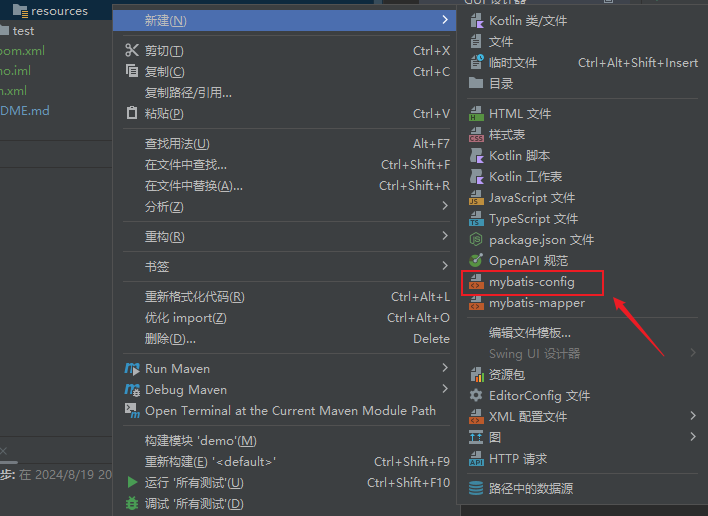 resources
test
pom.xml
no.iml
n.xml
DME.md
步: 在 2024/8/19 20
新建(N)
剪切(T) Ctrl+X
复制(C) Ctrl+C
复制路径/引用...
粘贴(P) Ctrl+V
查找用法(U) Alt+F7
在文件中查找... Ctrl+Shift+F
在文件中替换(A)... Ctrl+Shift+R
分析(Z)
重构(R)
书签
重新格式化代码(R) Ctrl+Alt+L
优化 import(Z) Ctrl+Alt+O
删除(D)... Delete
Run Maven
Debug Maven
Open Terminal at the Current Maven Module Path
构建模块 'demo'(M)
重新构建(E) '<default>' Ctrl+Shift+F9
运行 '所有测试'(U) Ctrl+Shift+F10
调试 '所有测试'(D)
Kotlin 类/文件
文件
临时文件 Ctrl+Alt+Shift+Insert
目录
HTML 文件
样式表
Kotlin 脚本
Kotlin 工作表
JavaScript 文件
TypeScript 文件
package.json 文件
OpenAPI 规范
mybatis-config
mybatis-mapper
编辑文件模板...
Swing UI 设计器
资源包
EditorConfig 文件
XML 配置文件
图
HTTP 请求
路径中的数据源